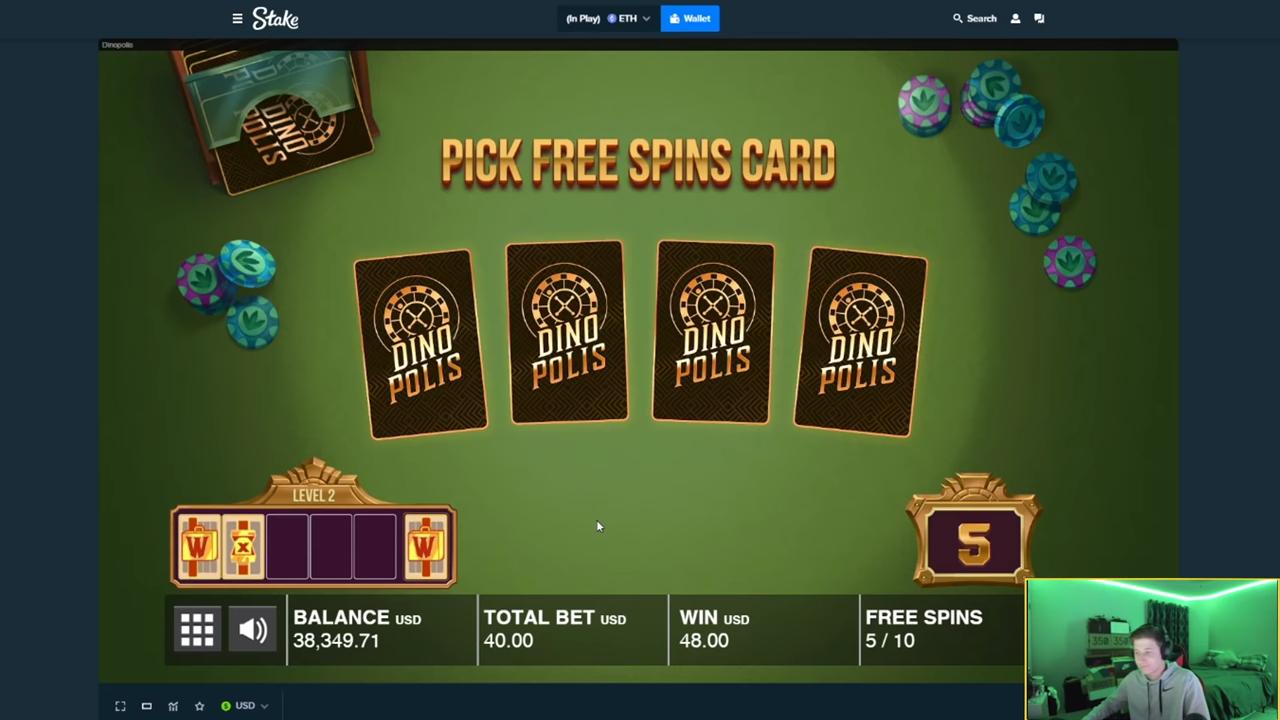 Stake
(In Play) ETH
Wallet
Search
Dinopolis
DINO
POLIS
PICK FREE SPINS CARD
DINO
POLIS
DINO
POLIS
DINO
POLIS
DINO
POLIS
LEVEL 2
W X W
5
BALANCE USD
38,349.71
TOTAL BET USD
40.00
WIN USD
48.00
FREE SPINS
5 / 10
USD